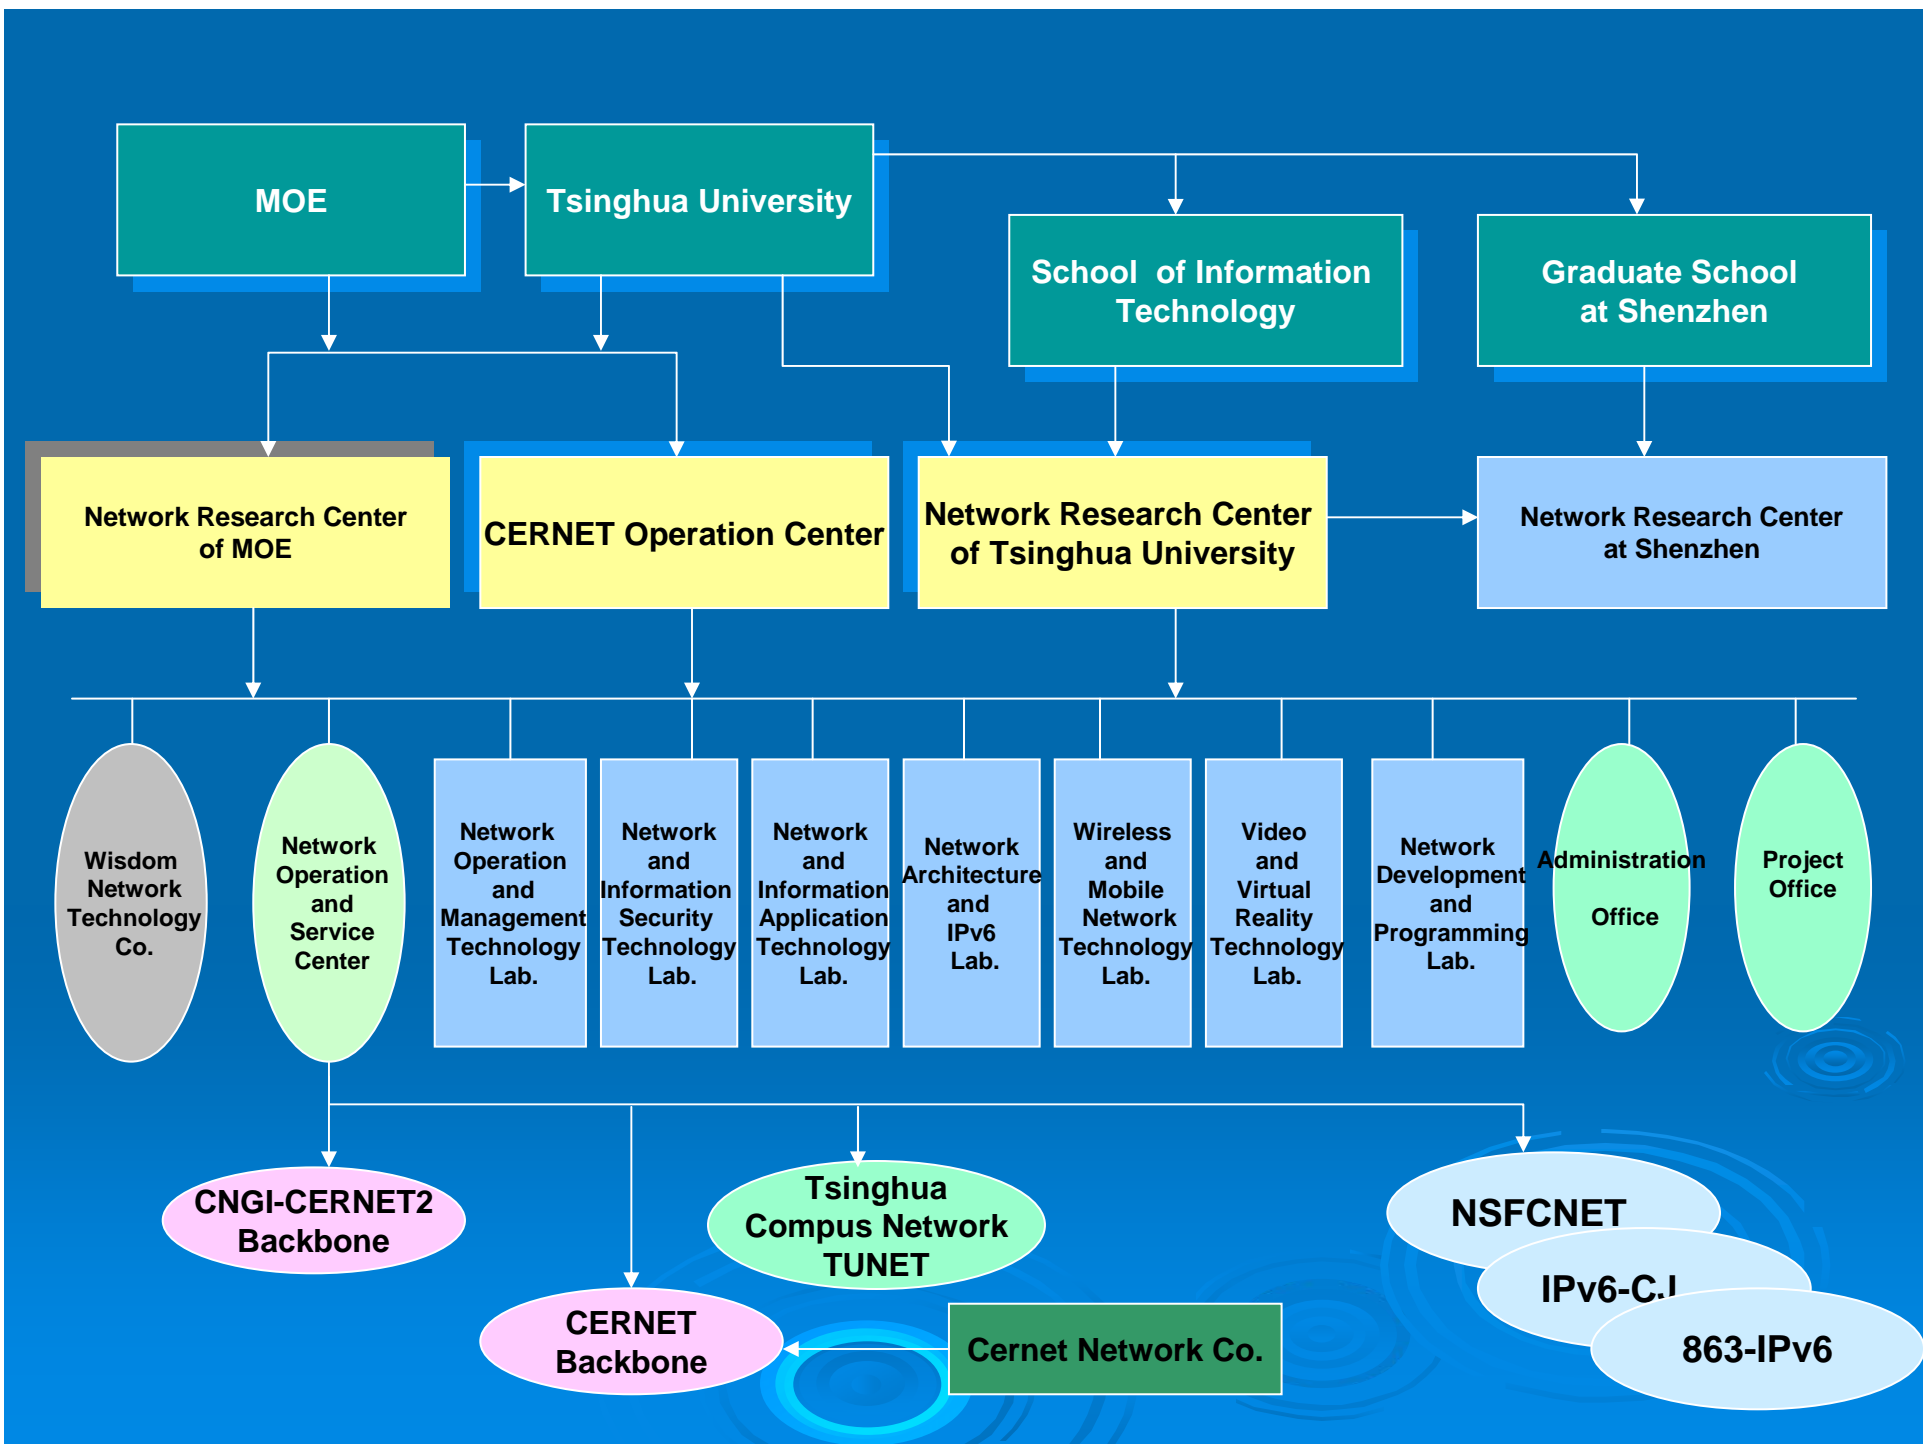 MOE
Tsinghua University
School of Information
Technology
Graduate School
at Shenzhen
Network Research Center
of MOE
CERNET Operation Center
Network Research Center
of Tsinghua University
Network Research Center
at Shenzhen
Wisdom
Network
Technology
Co.
Network
Operation
and
Service
Center
Network
Operation
and
Management
Technology
Lab.
Network
and
Information
Security
Technology
Lab.
Network
and
Information
Application
Technology
Lab.
Network
Architecture
and
IPv6
Lab.
Wireless
and
Mobile
Network
Technology
Lab.
Video
and
Virtual
Reality
Technology
Lab.
Network
Development
and
Programming
Lab.
Administration
Office
Project
Office
CNGI-CERNET2
Backbone
Tsinghua
Compus Network
TUNET
NSFCNET
IPv6-CJ
CERNET
Backbone
Cernet Network Co.
863-IPv6